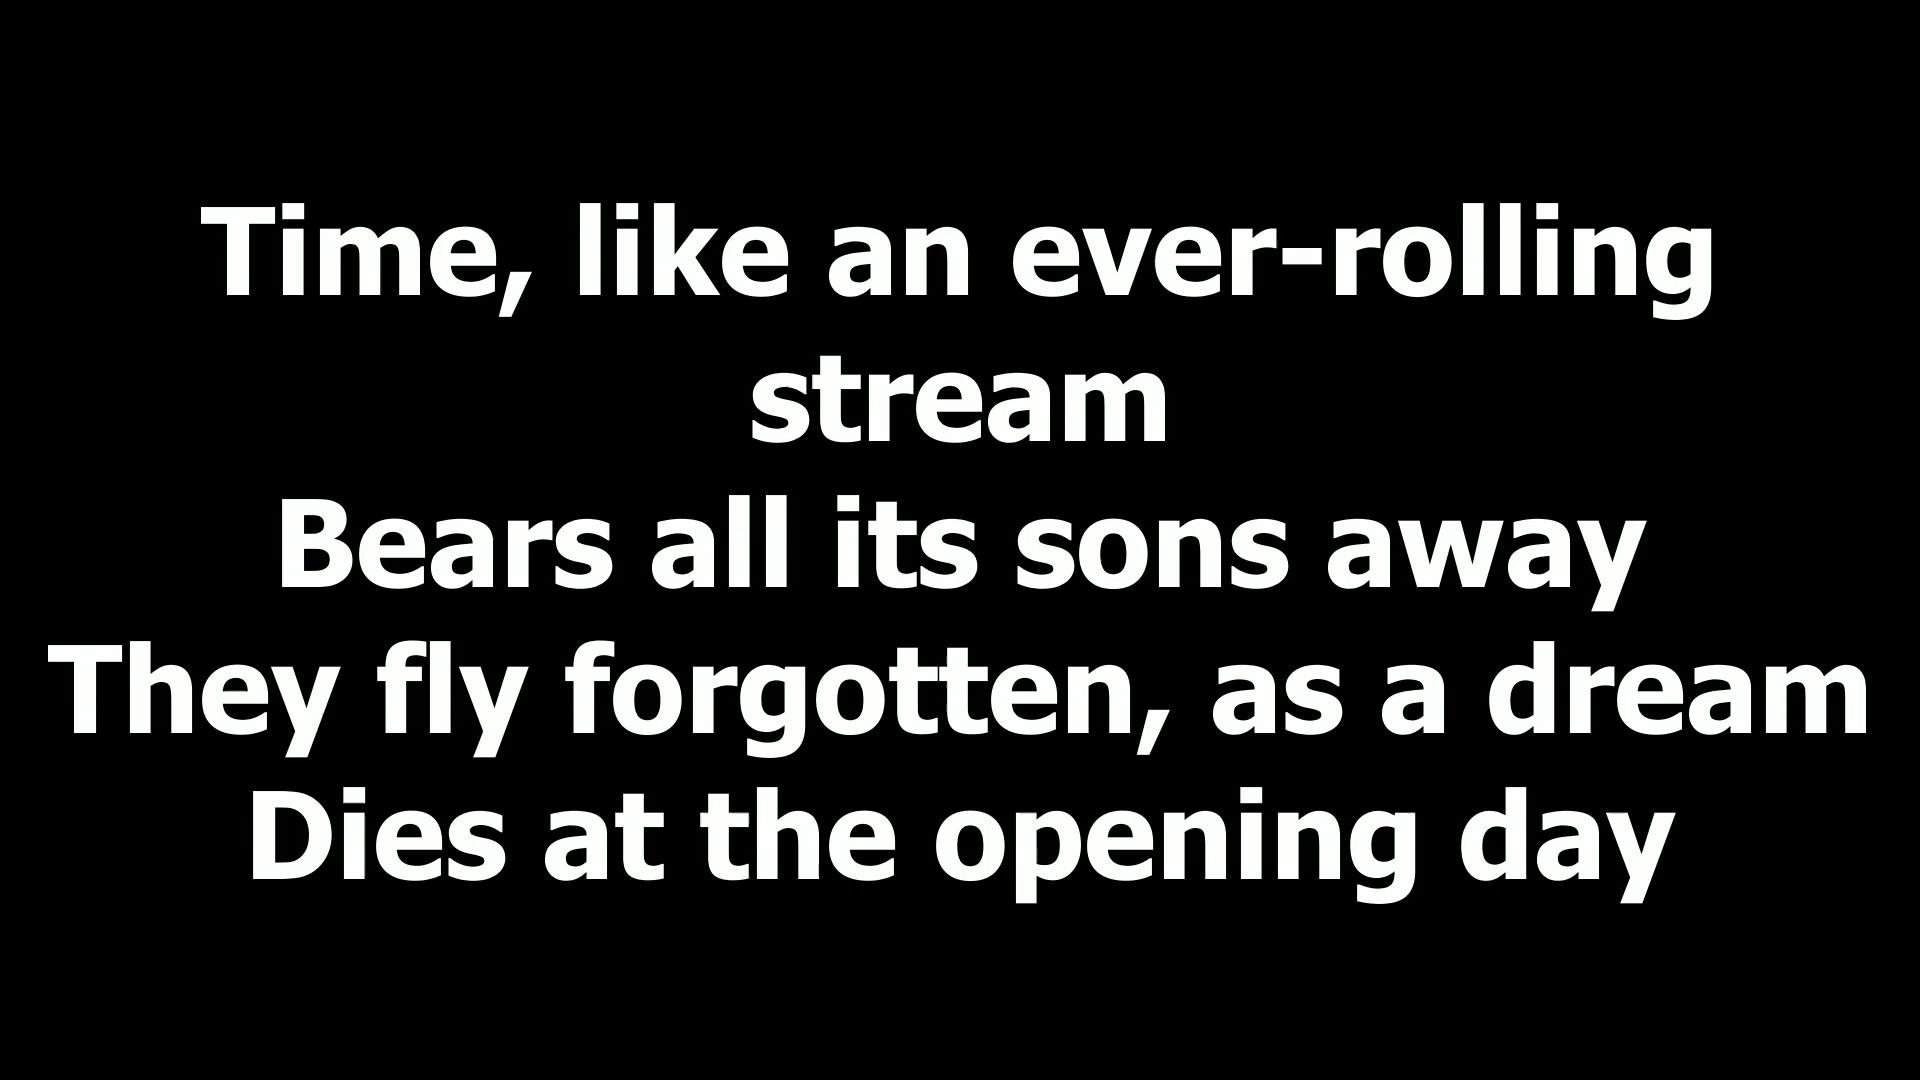 Time, like an ever-rolling
stream
Bears all its sons away
They fly forgotten, as a dream
Dies at the opening day